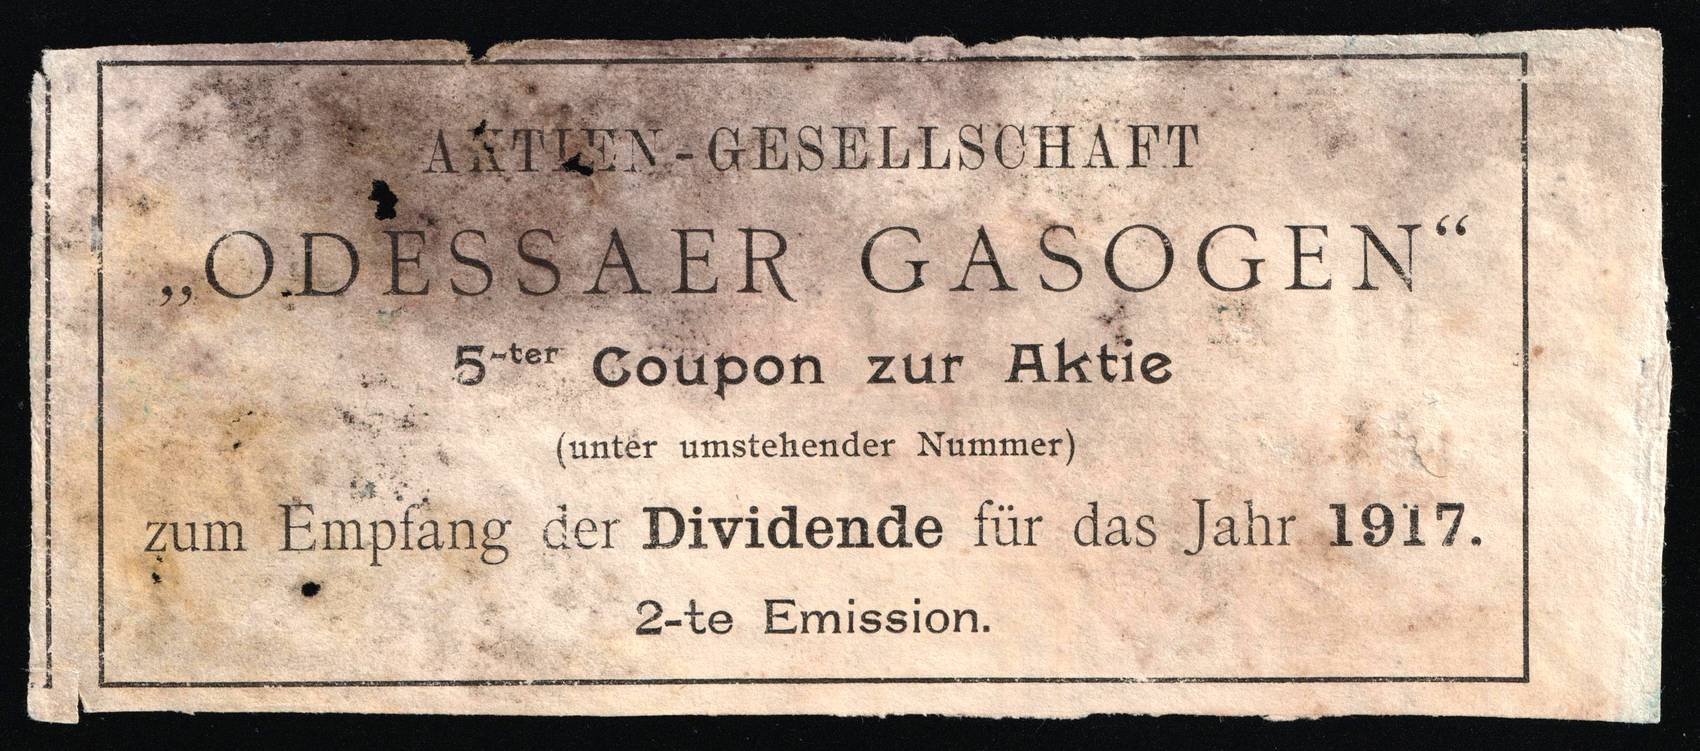 AKTIEN-GESELLSCHAFT
„ODESSAER GASOGEN“
5-ter Coupon zur Aktie
(unter umstehender Nummer)
zum Empfang der Dividende für das Jahr 1917.
2-te Emission.